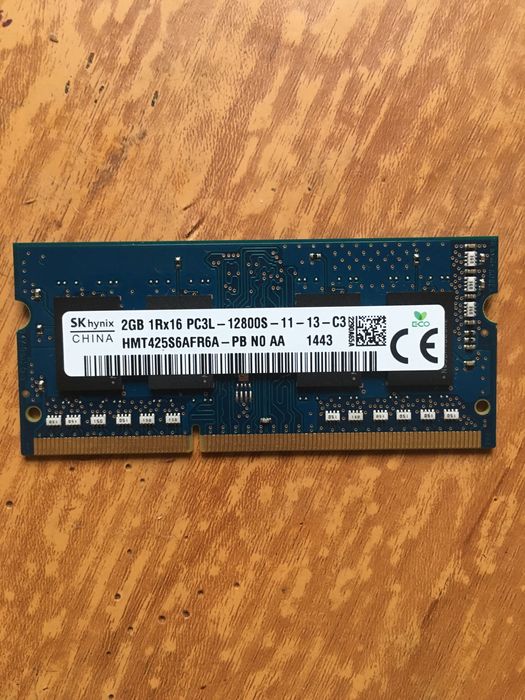 SK hynix
CHINA
2GB 1Rx16 PC3L-12800S-11-13-C3
HMT425S6AFR6A-PB N0 AA 1443
ECO
CE